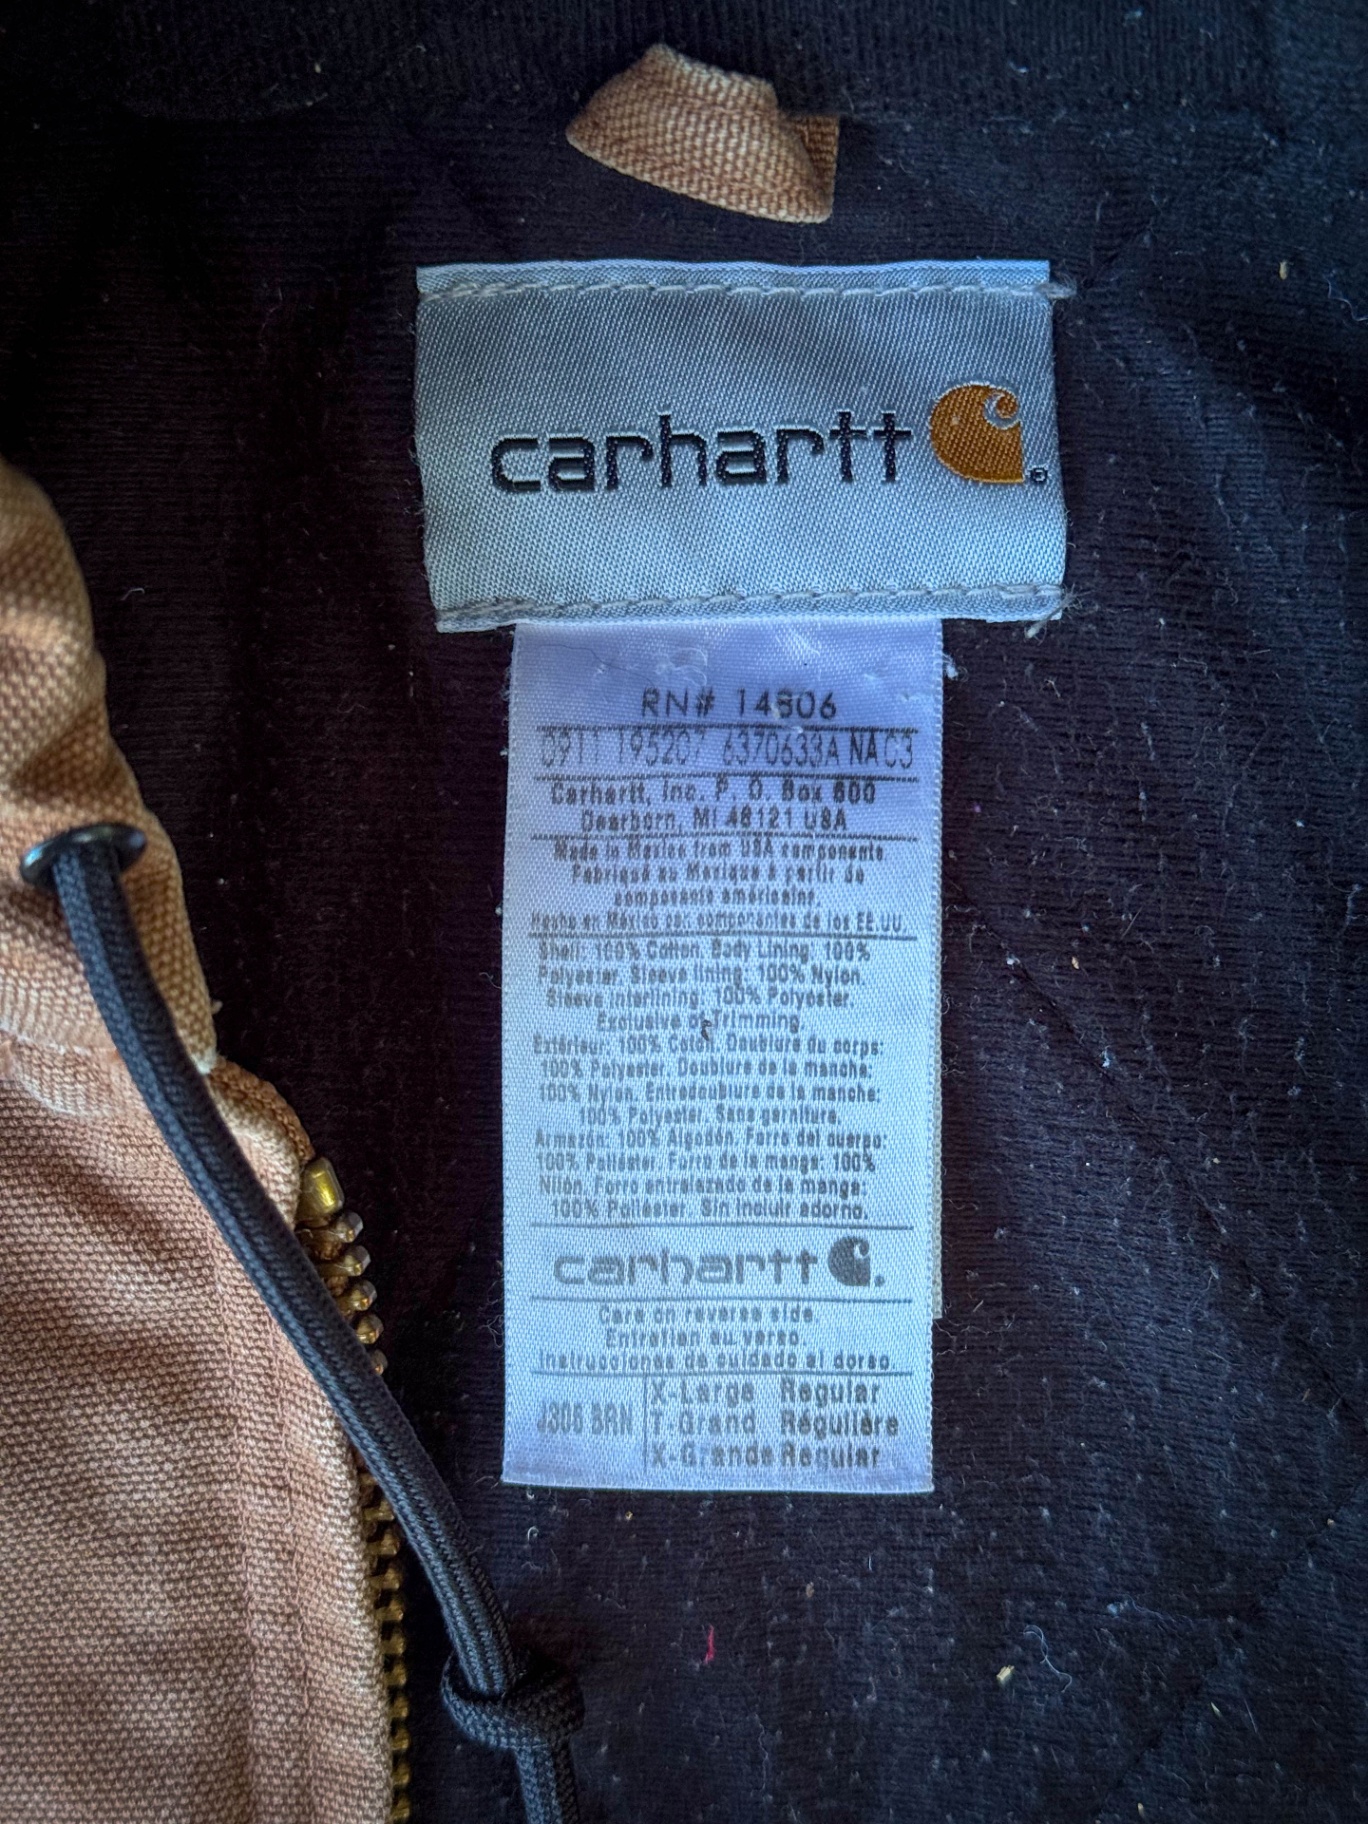 carhartt
RN# 14806
0911 195207 6370633A NAC3
Carhartt, Inc. P. O. Box 600
Dearborn, MI 48121 USA
Made in Mexico from USA components
Fabriqué au Mexique à partir de
composants américains.
Hecho en México con componentes de los EE.UU.
Shell: 100% Cotton. Body Lining: 100%
Polyester. Sleeve lining: 100% Nylon.
Sleeve interlining: 100% Polyester.
Exclusive of Trimming.
Extérieur: 100% Coton. Doublure du corps:
100% Polyester. Doublure de la manche:
100% Nylon. Entredoublure de la manche:
100% Polyester. Sans garniture.
Armazón: 100% Algodón. Forro del cuerpo:
100% Poliéster. Forro de la manga: 100%
Nilón. Forro entrelazado de la manga:
100% Poliéster. Sin incluir adorno.
carhartt
Care on reverse side.
Entretien au verso.
Instrucciones de cuidado al dorso.
X-Large Regular
J306 BRN T-Grand Régulière
X-Grande Regular